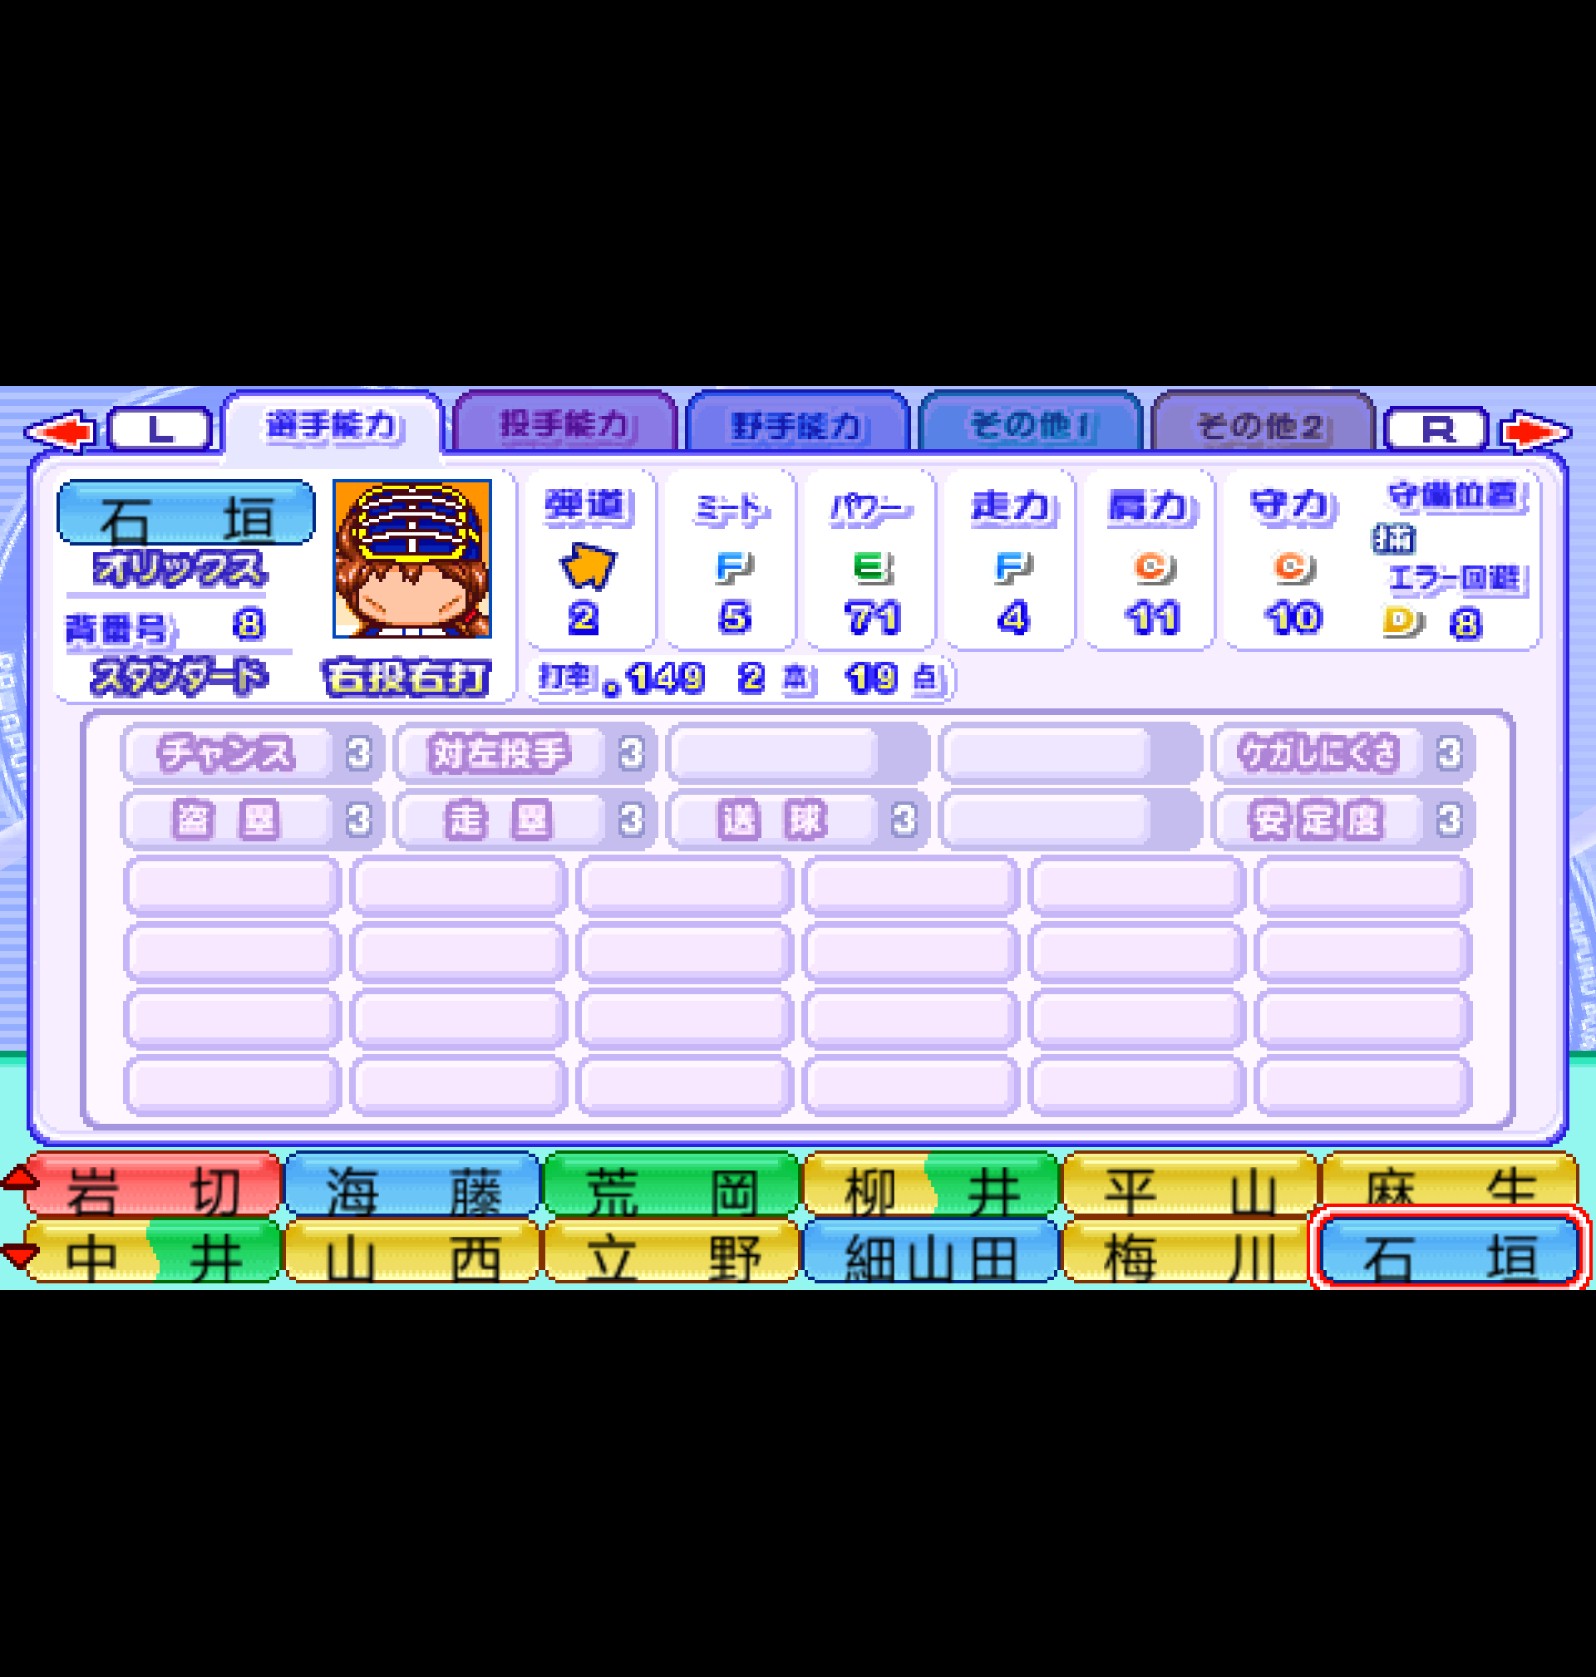 L 選手能力 投手能力 野手能力 その他1 その他2 R
石垣
オリックス
背番号 8
スタンダード 右投右打
弾道 ミート パワー 走力 肩力 守力 守備位置
捕
エラー回避
F E F C C
2 5 71 4 11 10 D 8
打率 .149 2本 19点
チャンス 3 対左投手 3 ケガしにくさ 3
盗塁 3 走塁 3 送球 3 安定度 3
岩切 海藤 荒岡 柳井 平山 麻生
中井 山西 立野 細山田 梅川 石垣